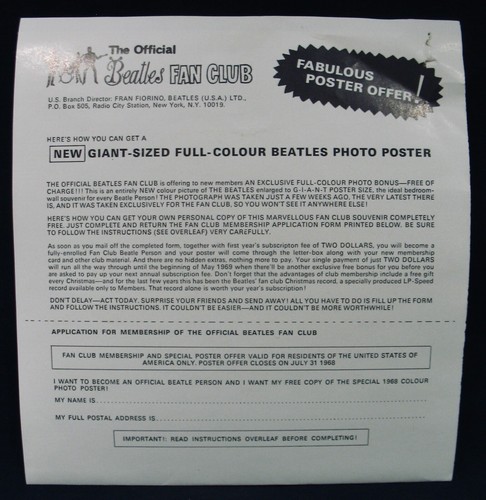 The Official
Beatles FAN CLUB
FABULOUS
POSTER OFFER!
U.S. Branch Director: FRAN FIORINO, BEATLES (U.S.A.) LTD.,
P.O. Box 505, Radio City Station, New York, N.Y. 10019.
HERE'S HOW YOU CAN GET A
NEW GIANT-SIZED FULL-COLOUR BEATLES PHOTO POSTER
THE OFFICIAL BEATLES FAN CLUB is offering to new members AN EXCLUSIVE FULL-COLOUR PHOTO BONUS—FREE OF
CHARGE!!! This is an entirely NEW colour picture of THE BEATLES enlarged to G-I-A-N-T POSTER SIZE, the ideal bedroom-
wall souvenir for every Beatle Person! THE PHOTOGRAPH WAS TAKEN JUST A FEW WEEKS AGO, THE VERY LATEST THERE
IS, AND IT WAS TAKEN EXCLUSIVELY FOR THE FAN CLUB. SO YOU WON'T SEE IT ANYWHERE ELSE!
HERE'S HOW YOU CAN GET YOUR OWN PERSONAL COPY OF THIS MARVELLOUS FAN CLUB SOUVENIR COMPLETELY
FREE. JUST COMPLETE AND RETURN THE FAN CLUB MEMBERSHIP APPLICATION FORM PRINTED BELOW. BE SURE
TO FOLLOW THE INSTRUCTIONS (SEE OVERLEAF) VERY CAREFULLY.
As soon as you mail off the completed form, together with first year's subscription fee of TWO DOLLARS, you will become a
fully-enrolled Fan Club Beatle Person and your poster will come through the letter-box along with your new membership
card and other club material. And there are no hidden extras, nothing more to pay. Your single payment of just TWO DOLLARS
will run all the way through until the beginning of May 1969 when there'll be another exclusive free bonus for you before you
are asked to pay up your next annual subscription fee. Don't forget that the advantages of club membership include a free gift
every Christmas—and for the last few years this has been the Beatles' fan club Christmas record, a specially produced LP-Speed
record available only to Members. That record alone is worth your year's subscription!
DON'T DELAY—ACT TODAY. SURPRISE YOUR FRIENDS AND SEND AWAY! ALL YOU HAVE TO DO IS FILL UP THE FORM
AND FOLLOW THE INSTRUCTIONS. IT COULDN'T BE EASIER—AND IT COULDN'T BE MORE WORTHWHILE!
APPLICATION FOR MEMBERSHIP OF THE OFFICIAL BEATLES FAN CLUB
FAN CLUB MEMBERSHIP AND SPECIAL POSTER OFFER VALID FOR RESIDENTS OF THE UNITED STATES OF
AMERICA ONLY. POSTER OFFER CLOSES ON JULY 31 1968
I WANT TO BECOME AN OFFICIAL BEATLE PERSON AND I WANT MY FREE COPY OF THE SPECIAL 1968 COLOUR
PHOTO POSTER!
MY NAME IS
MY FULL POSTAL ADDRESS IS
IMPORTANT!: READ INSTRUCTIONS OVERLEAF BEFORE COMPLETING!